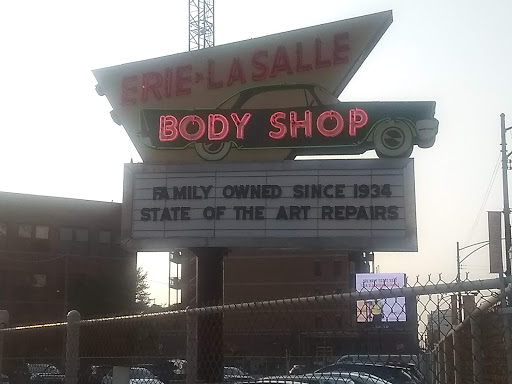 ERIE-LASALLE
BODY SHOP
FAMILY OWNED SINCE 1934
STATE OF THE ART REPAIRS